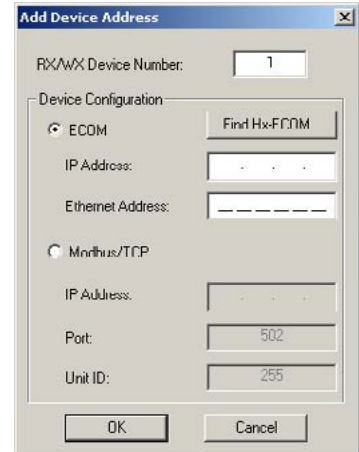 Add Device Address
RX/WX Device Number: 1
Device Configuration
ECOM
Find Hx-ECOM
IP Address: . . .
Ethernet Address: _ _ _ _ _ _
Modbus/TCP
IP Address: . . .
Port: 502
Unit ID: 255
OK Cancel